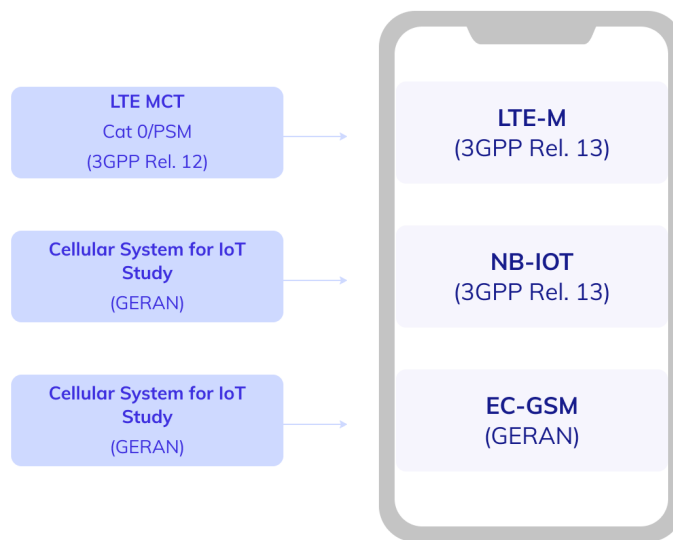 LTE MCT
Cat 0/PSM
(3GPP Rel. 12)
LTE-M
(3GPP Rel. 13)
Cellular System for IoT
Study
(GERAN)
NB-IOT
(3GPP Rel. 13)
Cellular System for IoT
Study
(GERAN)
EC-GSM
(GERAN)